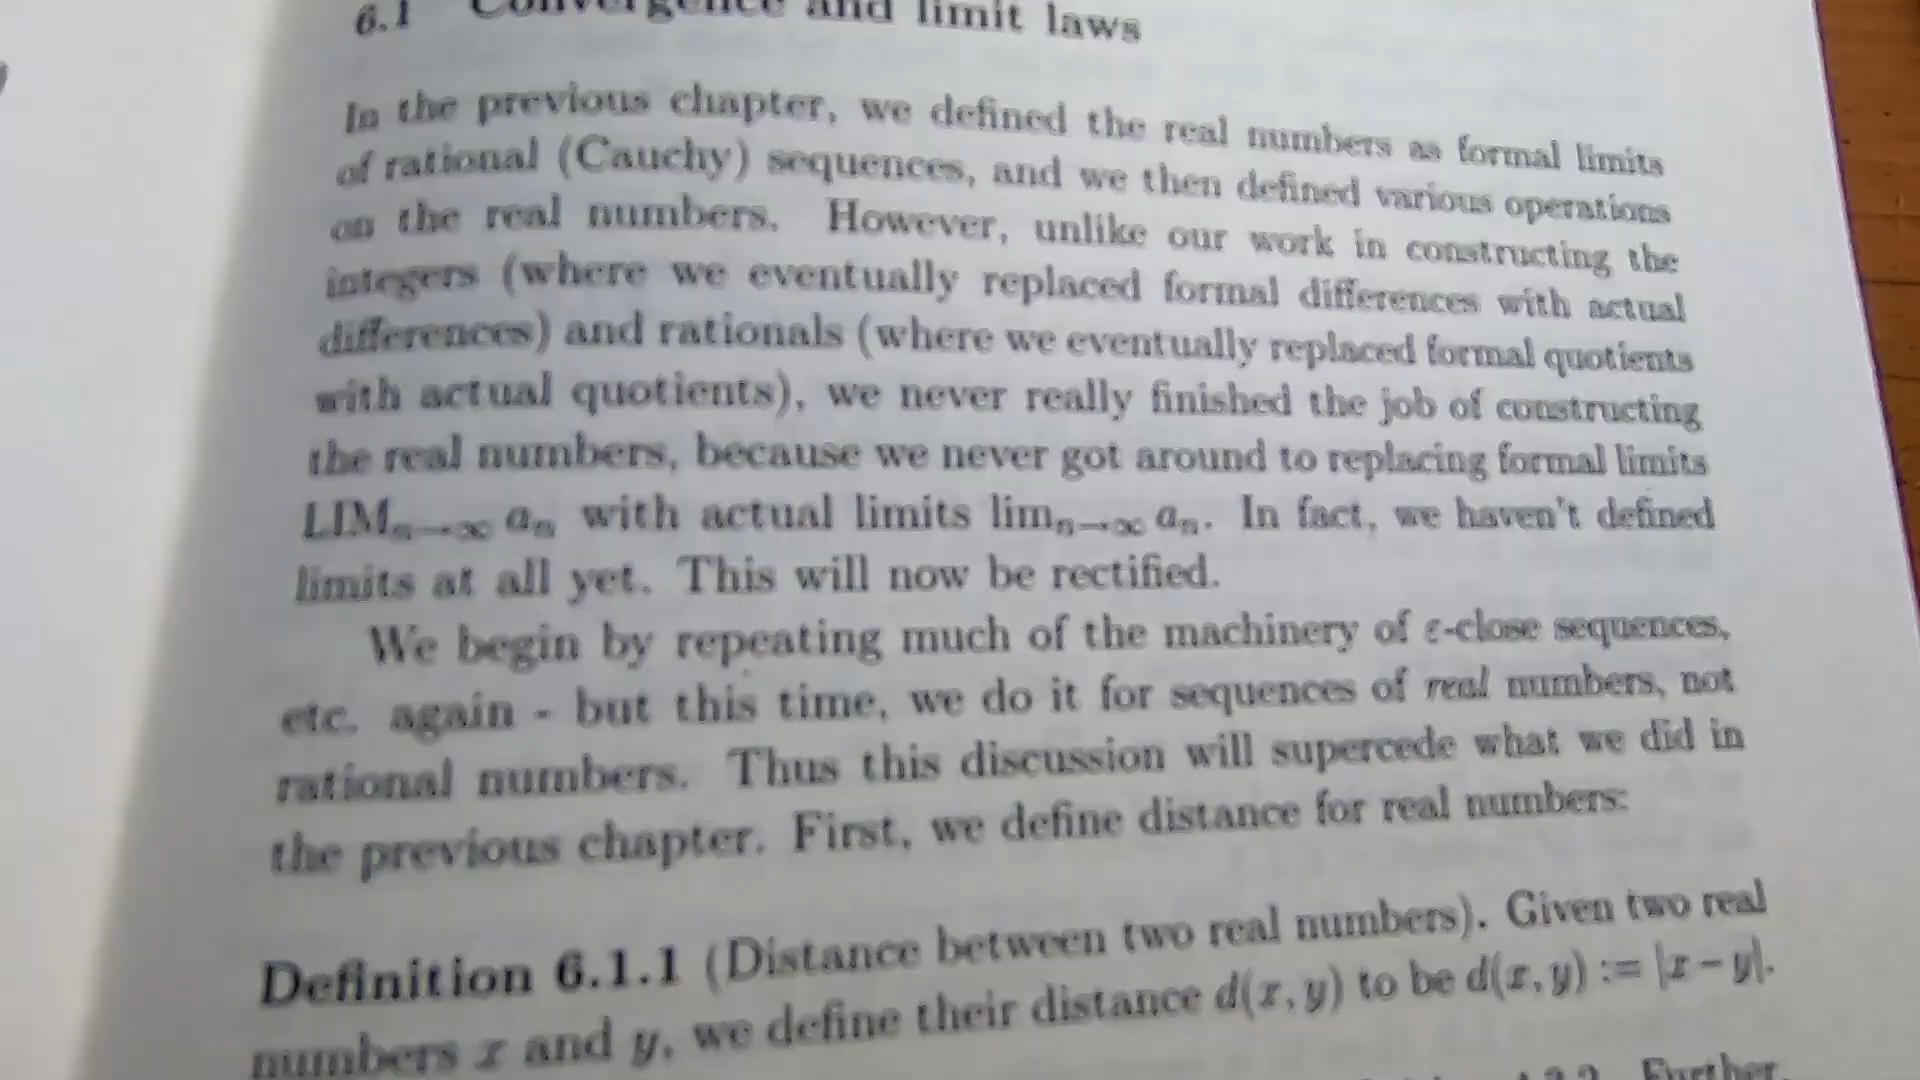 6.1 Convergence and limit laws
In the previous chapter, we defined the real numbers as formal limits
of rational (Cauchy) sequences, and we then defined various operations
on the real numbers. However, unlike our work in constructing the
integers (where we eventually replaced formal differences with actual
differences) and rationals (where we eventually replaced formal quotients
with actual quotients), we never really finished the job of constructing
the real numbers, because we never got around to replacing formal limits
LIMₙ→∞ aₙ with actual limits limₙ→∞ aₙ. In fact, we haven't defined
limits at all yet. This will now be rectified.
We begin by repeating much of the machinery of ε-close sequences,
etc. again - but this time, we do it for sequences of real numbers, not
rational numbers. Thus this discussion will supercede what we did in
the previous chapter. First, we define distance for real numbers:
Definition 6.1.1 (Distance between two real numbers). Given two real
numbers x and y, we define their distance d(x, y) to be d(x, y) := |x − y|.
Further,